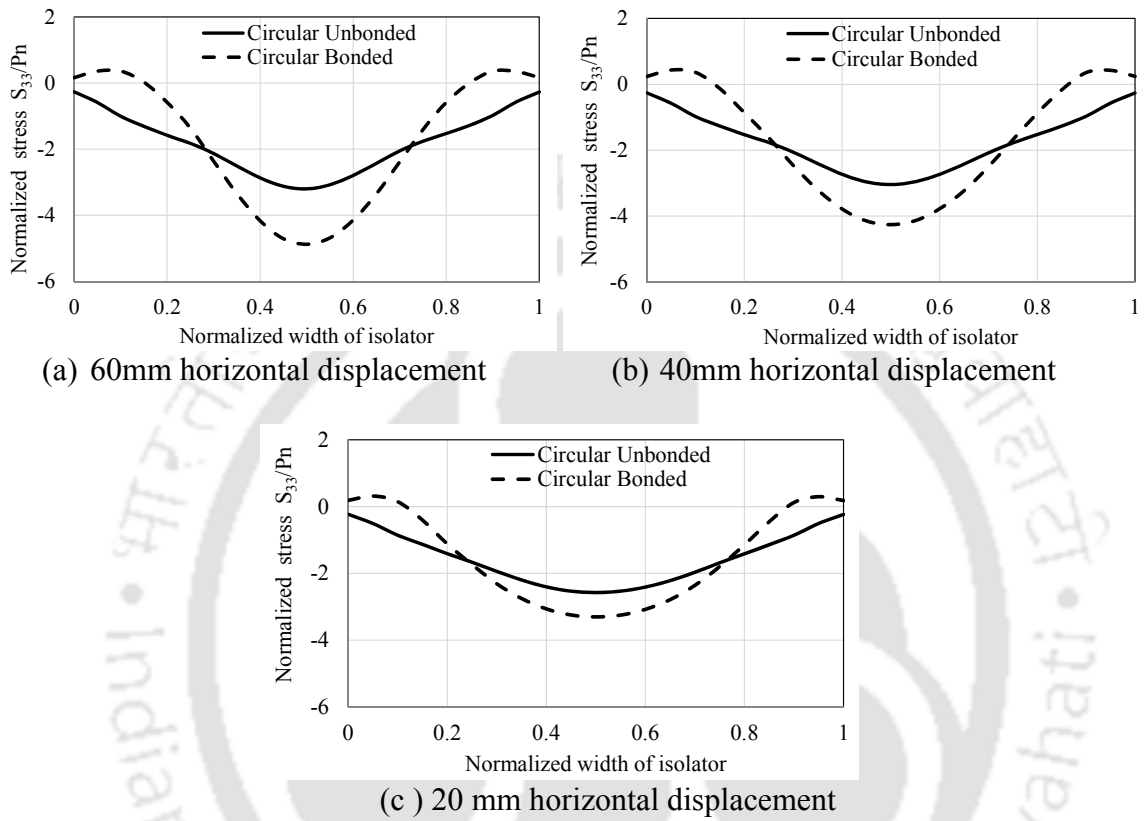 2
0
-2
-4
-6
Normalized stress S33/Pn
Circular Unbonded
Circular Bonded
0 0.2 0.4 0.6 0.8 1
Normalized width of isolator
(a) 60mm horizontal displacement
2
0
-2
-4
-6
Normalized stress S33/Pn
Circular Unbonded
Circular Bonded
0 0.2 0.4 0.6 0.8 1
Normalized width of isolator
(b) 40mm horizontal displacement
2
0
-2
-4
-6
Normalized stress S33/Pn
Circular Unbonded
Circular Bonded
0 0.2 0.4 0.6 0.8 1
Normalized width of isolator
(c ) 20 mm horizontal displacement